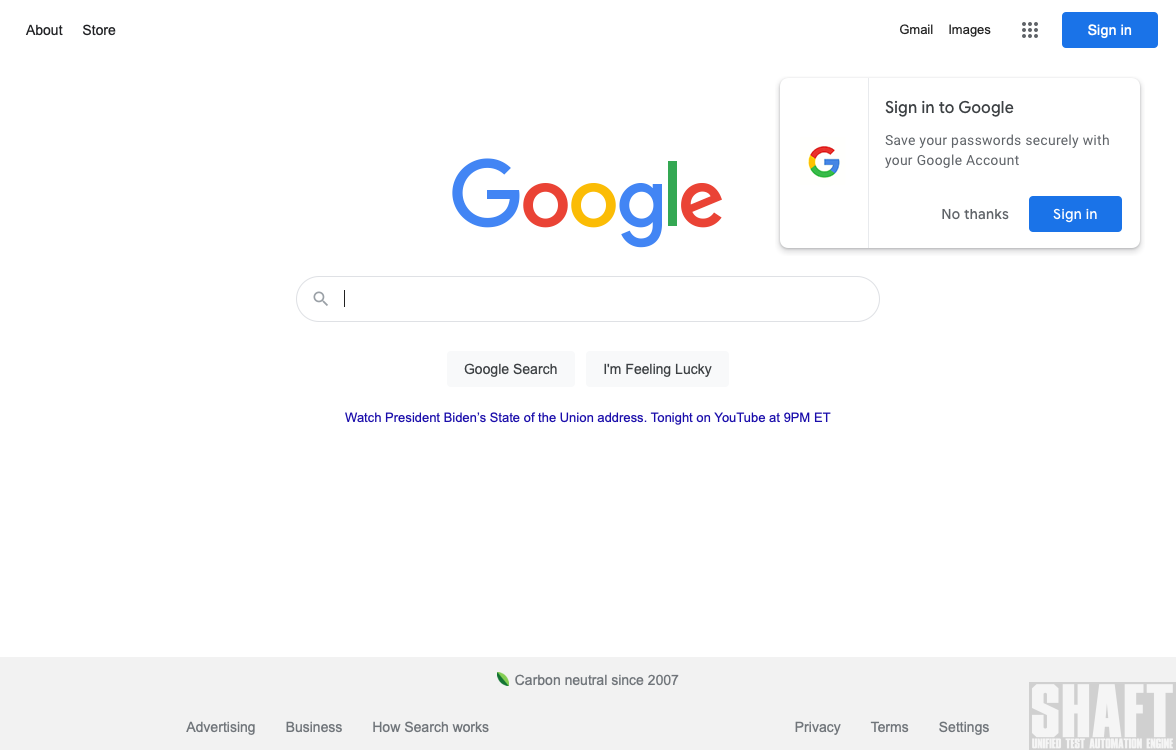 About Store
Gmail Images
Sign in
Sign in to Google
Save your passwords securely with
your Google Account
No thanks Sign in
Google
Google Search I'm Feeling Lucky
Watch President Biden’s State of the Union address. Tonight on YouTube at 9PM ET
Carbon neutral since 2007
Advertising Business How Search works
Privacy Terms Settings
SHAFT
UNIFIED TEST AUTOMATION ENGINE